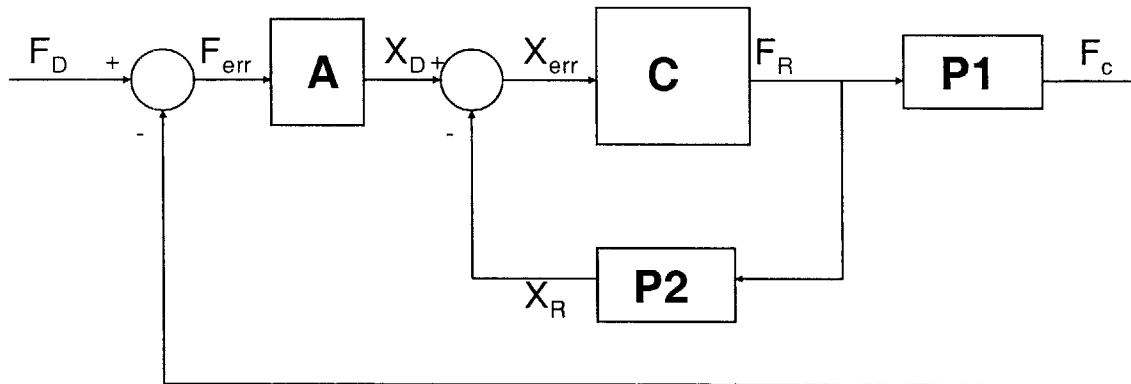 F_D + F_err A X_D + X_err C F_R P1 F_c
- -
X_R P2